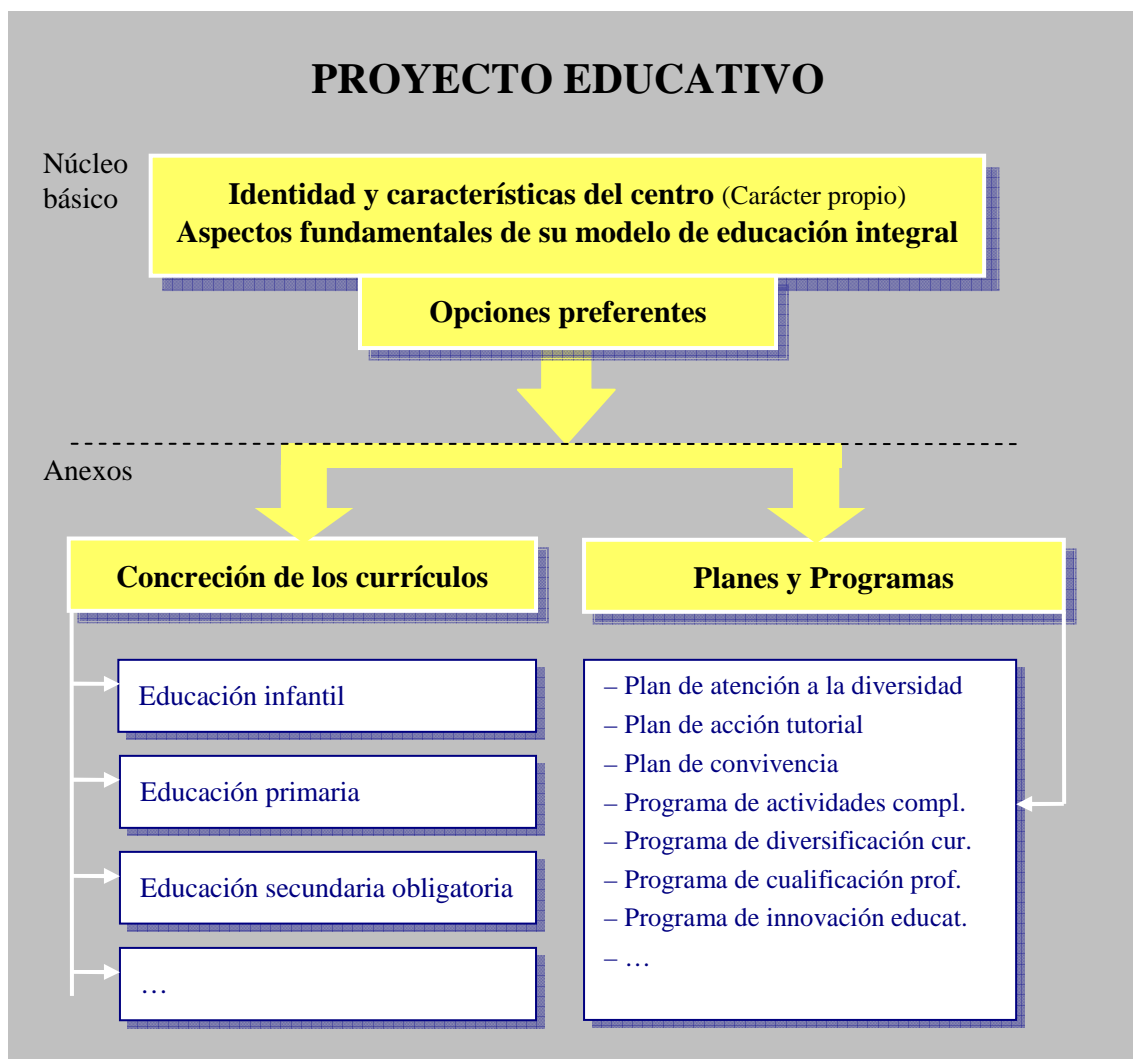 PROYECTO EDUCATIVO
Núcleo
básico
Identidad y características del centro (Carácter propio)
Aspectos fundamentales de su modelo de educación integral
Opciones preferentes
Anexos
Concreción de los currículos
Educación infantil
Educación primaria
Educación secundaria obligatoria
…
Planes y Programas
– Plan de atención a la diversidad
– Plan de acción tutorial
– Plan de convivencia
– Programa de actividades compl.
– Programa de diversificación cur.
– Programa de cualificación prof.
– Programa de innovación educat.
– …